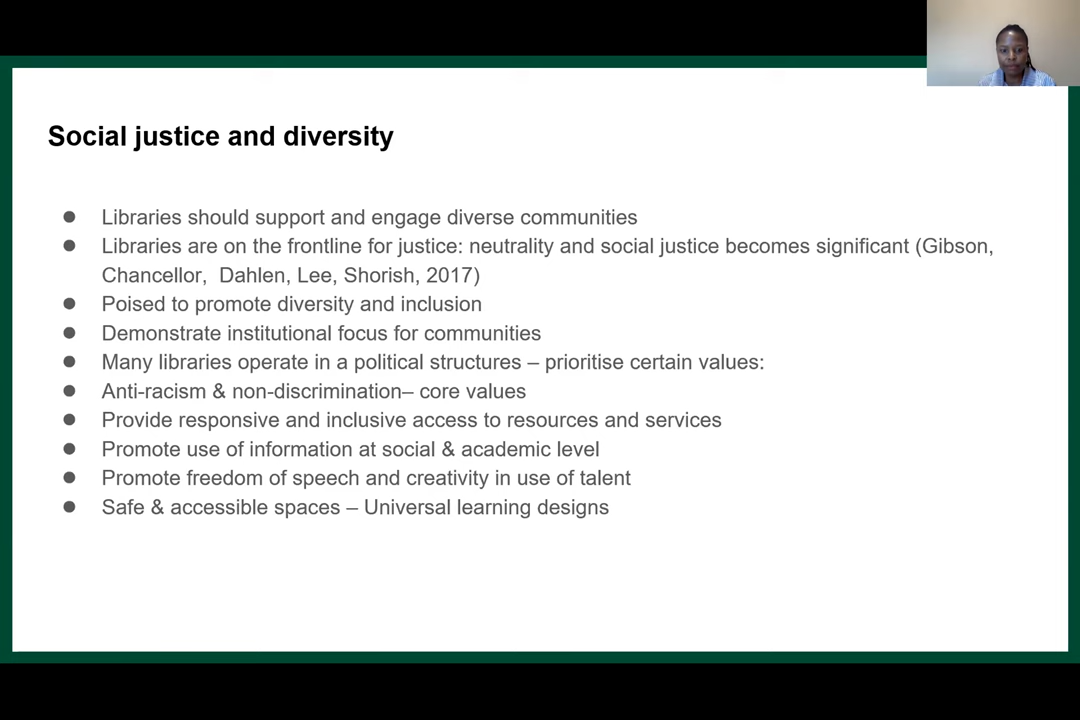 Social justice and diversity
● Libraries should support and engage diverse communities
● Libraries are on the frontline for justice: neutrality and social justice becomes significant (Gibson,
Chancellor, Dahlen, Lee, Shorish, 2017)
● Poised to promote diversity and inclusion
● Demonstrate institutional focus for communities
● Many libraries operate in a political structures – prioritise certain values:
● Anti-racism & non-discrimination– core values
● Provide responsive and inclusive access to resources and services
● Promote use of information at social & academic level
● Promote freedom of speech and creativity in use of talent
● Safe & accessible spaces – Universal learning designs